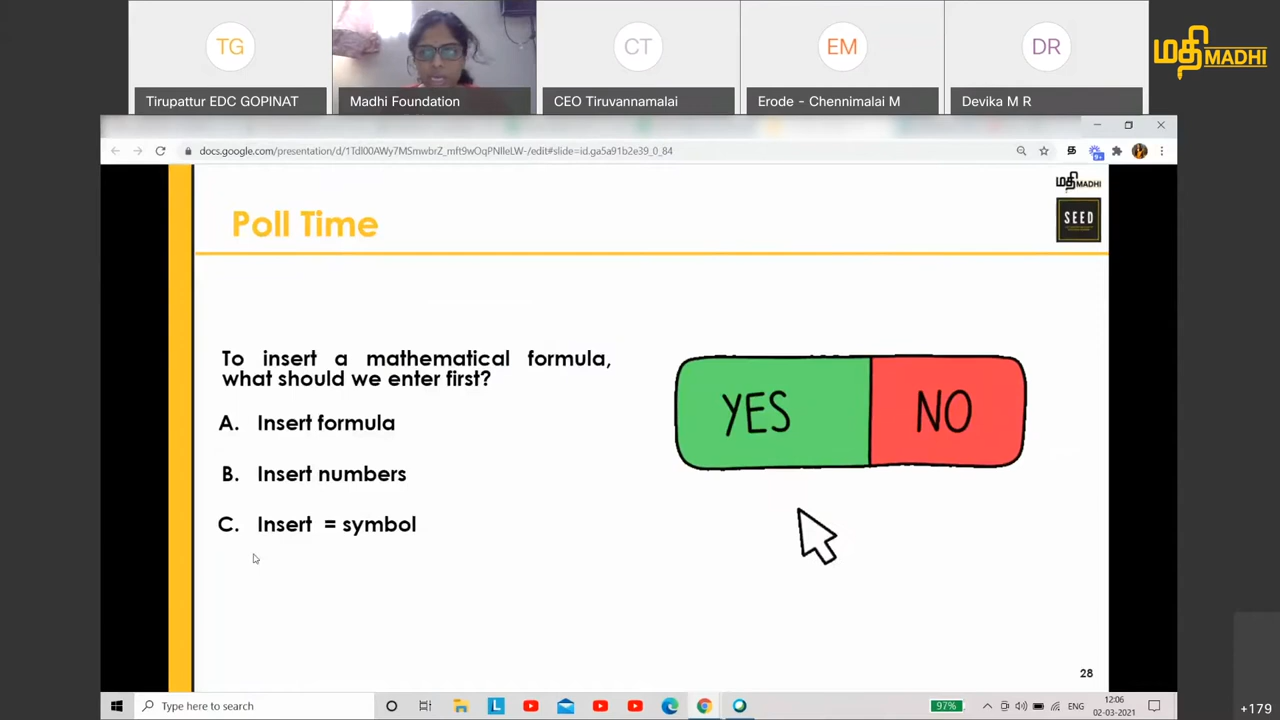 TG
CT
EM
DR
Tirupattur EDC GOPINAT
Madhi Foundation
CEO Tiruvannamalai
Erode - Chennimalai M
Devika M R
மதி MADHI
docs.google.com/presentation/d/1TdI00AWy7MSmwbrZ_mft9wOqPNlleLW-/edit#slide=id.ga5a91b2e39_0_84
த
9+
மதி MADHI
SEED
Poll Time
To insert a mathematical formula,
what should we enter first?
A. Insert formula
B. Insert numbers
C. Insert = symbol
YES
NO
28
Type here to search
L
97%
ENG
12:06
02-03-2021
+179